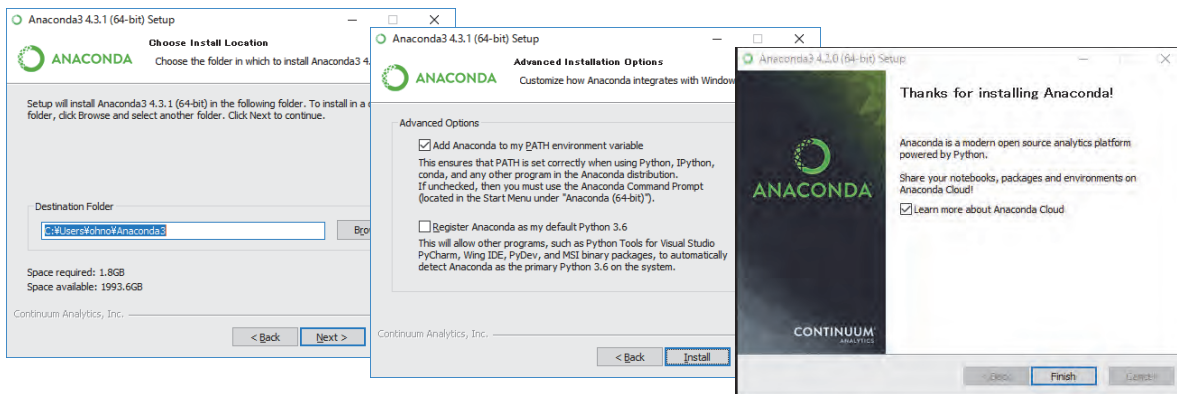 Anaconda3 4.3.1 (64-bit) Setup
ANACONDA
Choose Install Location
Choose the folder in which to install Anaconda3 4.
Setup will install Anaconda3 4.3.1 (64-bit) in the following folder. To install in a
folder, click Browse and select another folder. Click Next to continue.
Destination Folder
C:¥Users¥ohno¥Anaconda3
Space required: 1.8GB
Space available: 1993.6GB
Continuum Analytics, Inc.
< Back
Next >
Anaconda3 4.3.1 (64-bit) Setup
ANACONDA
Advanced Installation Options
Customize how Anaconda integrates with Window
Advanced Options
Add Anaconda to my PATH environment variable
This ensures that PATH is set correctly when using Python, IPython,
conda, and any other program in the Anaconda distribution.
If unchecked, then you must use the Anaconda Command Prompt
(located in the Start Menu under "Anaconda (64-bit)").
Register Anaconda as my default Python 3.6
This will allow other programs, such as Python Tools for Visual Studio
PyCharm, Wing IDE, PyDev, and MSI binary packages, to automatically
detect Anaconda as the primary Python 3.6 on the system.
Continuum Analytics, Inc.
< Back
Install
Setup
ANACONDA
CONTINUUM
ANALYTICS
Thanks for installing Anaconda!
Anaconda is a modern open source analytics platform
powered by Python.
Share your notebooks, packages and environments on
Anaconda Cloud!
Learn more about Anaconda Cloud
< Back
Finish
Cancel